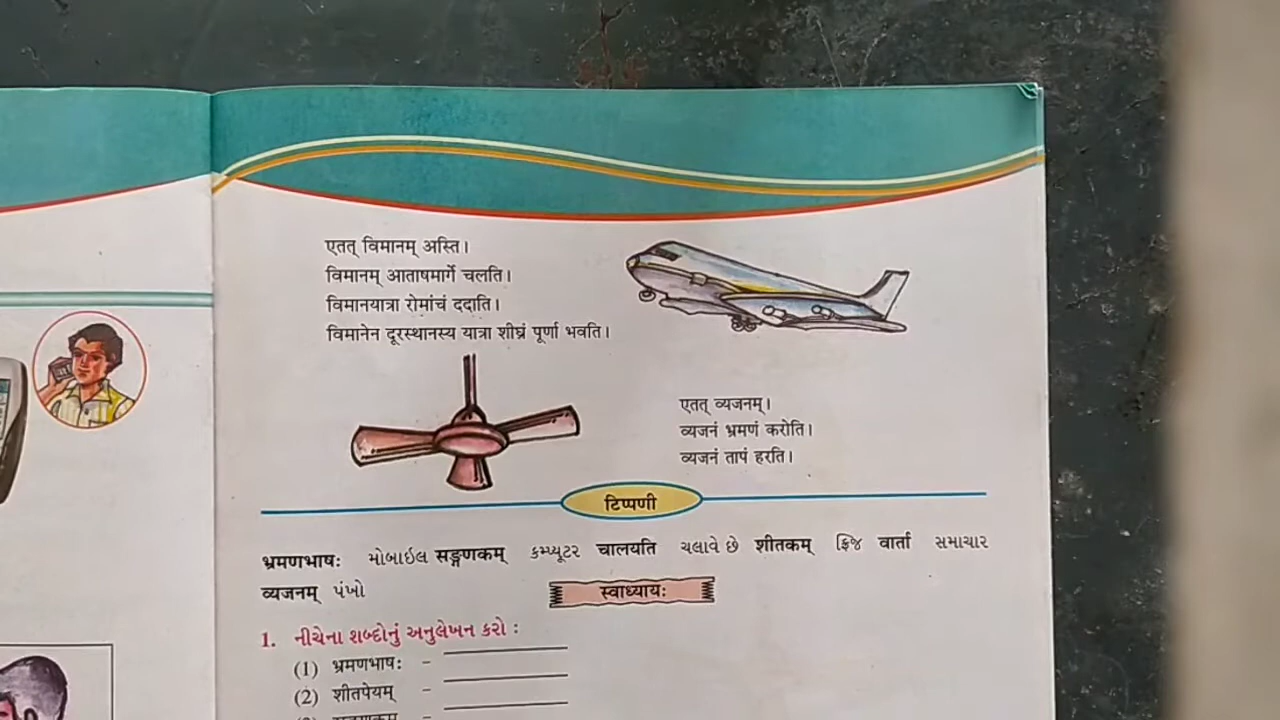 एतत् विमानम् अस्ति।
विमानम् आताषमार्गे चलति।
विमानयात्रा रोमांचं ददाति।
विमानेन दूरस्थानस्य यात्रा शीघ्रं पूर्णा भवति।
एतत् व्यजनम्।
व्यजनं भ्रमणं करोति।
व्यजनं तापं हरति।
टिप्पणी
भ्रमणभाषः મોબાઇલ सङ्गणकम् કમ્પ્યૂટર चालयति ચલાવે છે शीतकम् ફ્રિજ वार्ता સમાચાર
व्यजनम् પંખો
स्वाध्यायः
1. નીચેના શબ્દોનું અનુલેખન કરો :
(1) भ्रमणभाषः -
(2) शीतपेयम् -